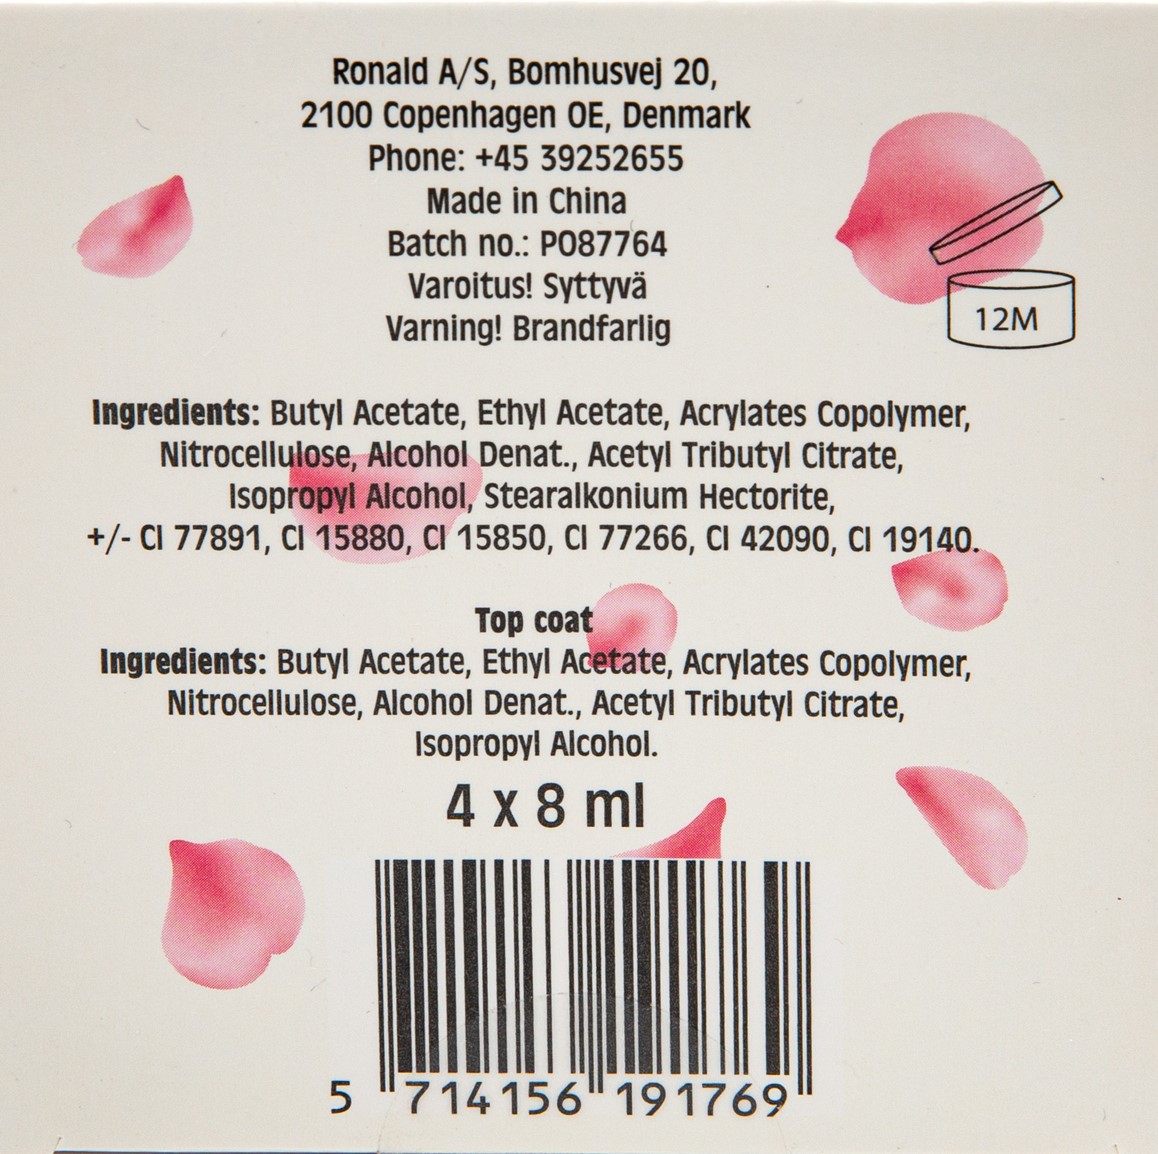 Ronald A/S, Bomhusvej 20,
2100 Copenhagen OE, Denmark
Phone: +45 39252655
Made in China
Batch no.: PO87764
Varoitus! Syttyvä
Varning! Brandfarlig
12M
Ingredients: Butyl Acetate, Ethyl Acetate, Acrylates Copolymer,
Nitrocellulose, Alcohol Denat., Acetyl Tributyl Citrate,
Isopropyl Alcohol, Stearalkonium Hectorite,
+/- CI 77891, CI 15880, CI 15850, CI 77266, CI 42090, CI 19140.
Top coat
Ingredients: Butyl Acetate, Ethyl Acetate, Acrylates Copolymer,
Nitrocellulose, Alcohol Denat., Acetyl Tributyl Citrate,
Isopropyl Alcohol.
4 x 8 ml
5 714156 191769